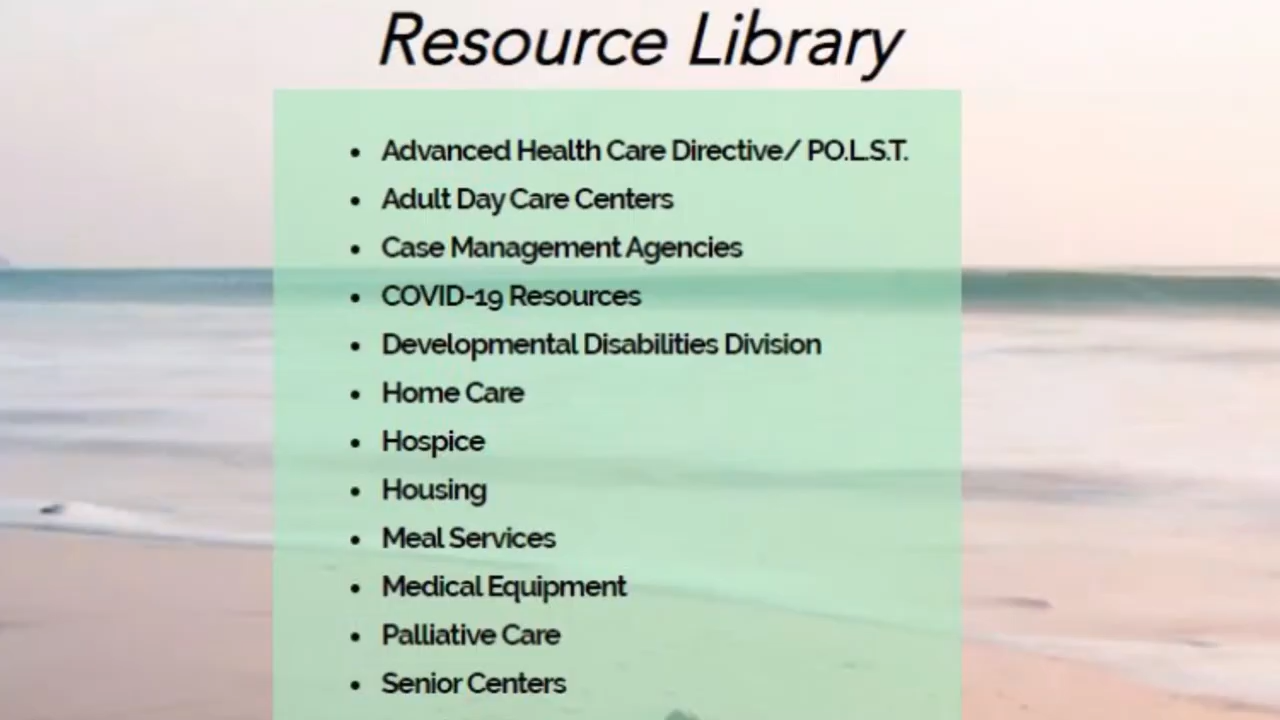 Resource Library
• Advanced Health Care Directive/ PO.L.S.T.
• Adult Day Care Centers
• Case Management Agencies
• COVID-19 Resources
• Developmental Disabilities Division
• Home Care
• Hospice
• Housing
• Meal Services
• Medical Equipment
• Palliative Care
• Senior Centers